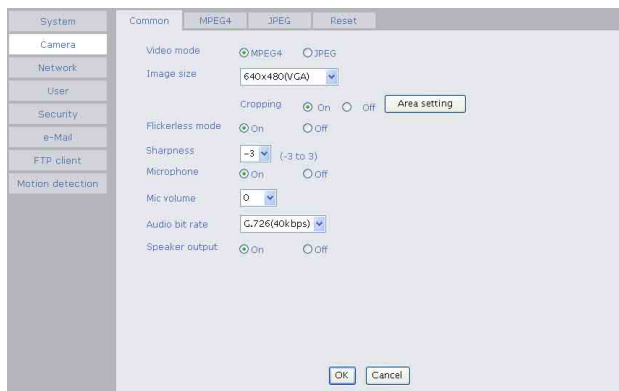 System
Camera
Network
User
Security
e-Mail
FTP client
Motion detection
Common MPEG4 JPEG Reset
Video mode MPEG4 JPEG
Image size 640x480(VGA)
Cropping On Off Area setting
Flickerless mode On Off
Sharpness -3 (-3 to 3)
Microphone On Off
Mic volume 0
Audio bit rate G.726(40kbps)
Speaker output On Off
OK Cancel